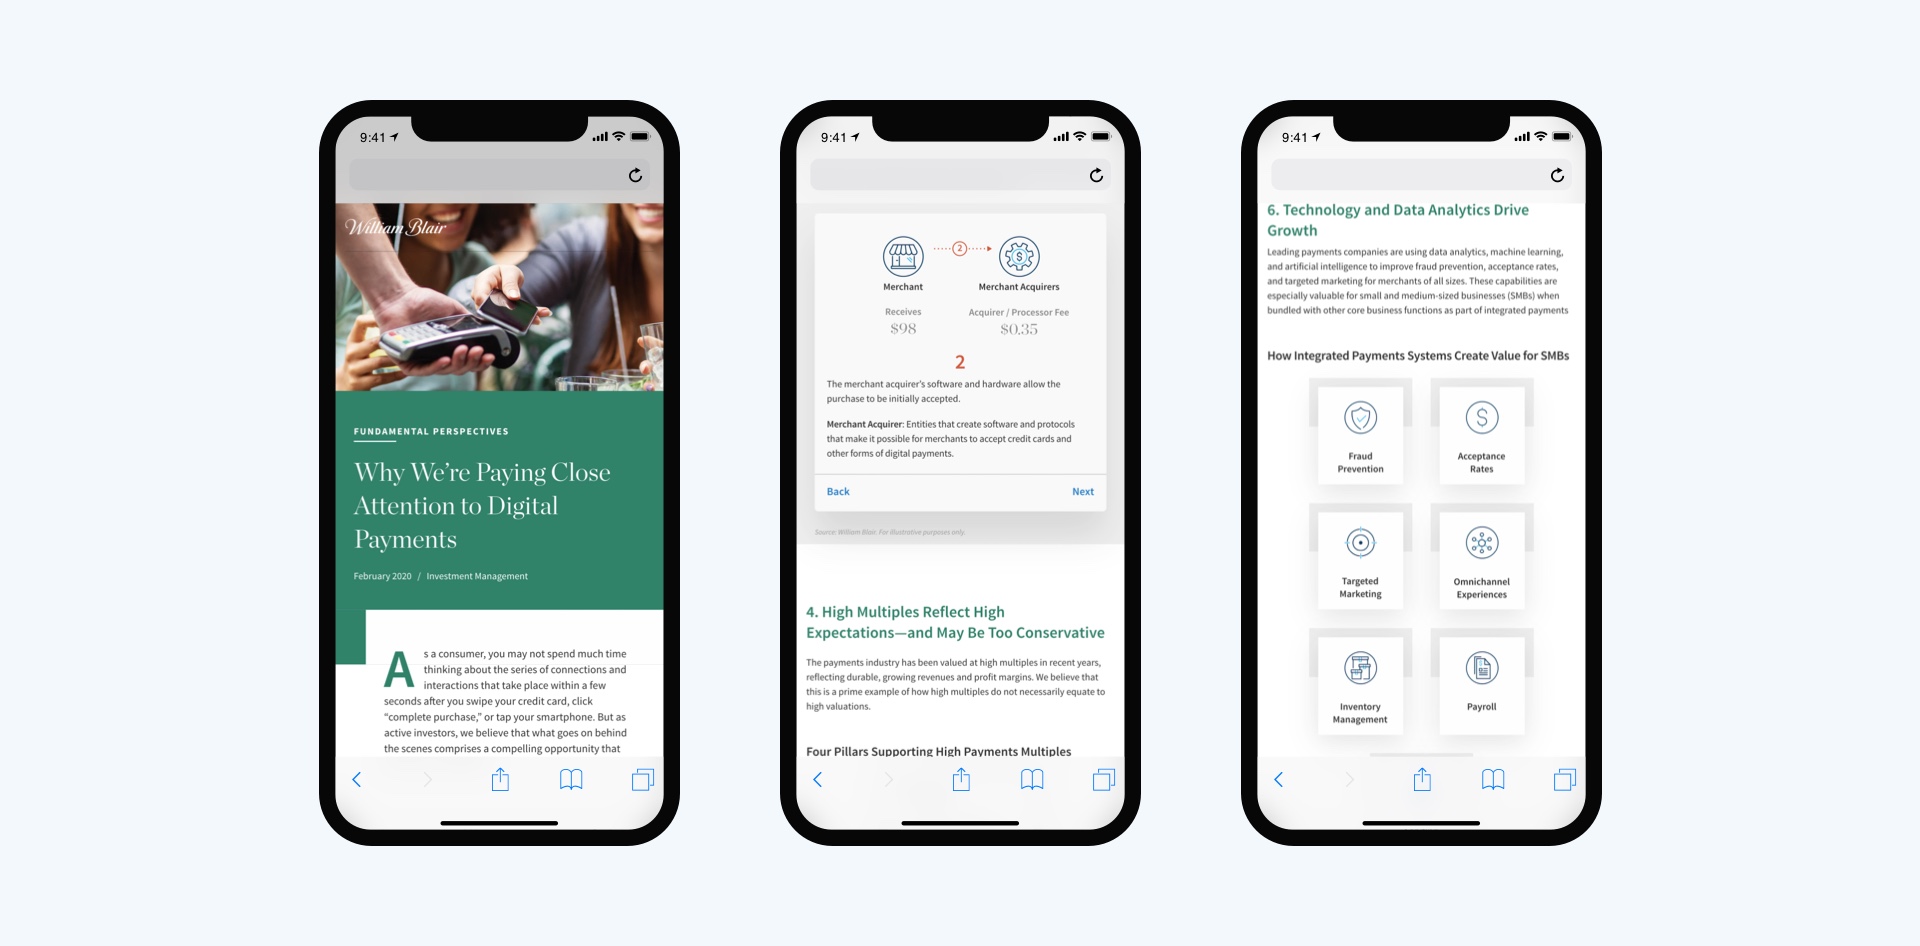 9:41
William Blair
FUNDAMENTAL PERSPECTIVES
Why We're Paying Close
Attention to Digital
Payments
February 2020 / Investment Management
As a consumer, you may not spend much time
thinking about the series of connections and
interactions that take place within a few
seconds after you swipe your credit card, click
“complete purchase,” or tap your smartphone. But as
active investors, we believe that what goes on behind
the scenes comprises a compelling opportunity that
9:41
2
Merchant Merchant Acquirers
Receives Acquirer / Processor Fee
$98 $0.35
2
The merchant acquirer's software and hardware allow the
purchase to be initially accepted.
Merchant Acquirer: Entities that create software and protocols
that make it possible for merchants to accept credit cards and
other forms of digital payments.
Back Next
Source: William Blair. For illustrative purposes only.
4. High Multiples Reflect High
Expectations—and May Be Too Conservative
The payments industry has been valued at high multiples in recent years,
reflecting durable, growing revenues and profit margins. We believe that
this is a prime example of how high multiples do not necessarily equate to
high valuations.
Four Pillars Supporting High Payments Multiples
9:41
6. Technology and Data Analytics Drive
Growth
Leading payments companies are using data analytics, machine learning,
and artificial intelligence to improve fraud prevention, acceptance rates,
and targeted marketing for merchants of all sizes. These capabilities are
especially valuable for small and medium-sized businesses (SMBs) when
bundled with other core business functions as part of integrated payments
How Integrated Payments Systems Create Value for SMBs
Fraud
Prevention
Acceptance
Rates
Targeted
Marketing
Omnichannel
Experiences
Inventory
Management
Payroll